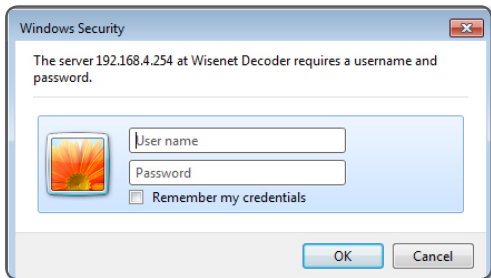 Windows Security
The server 192.168.4.254 at Wisenet Decoder requires a username and
password.
User name
Password
Remember my credentials
OK
Cancel